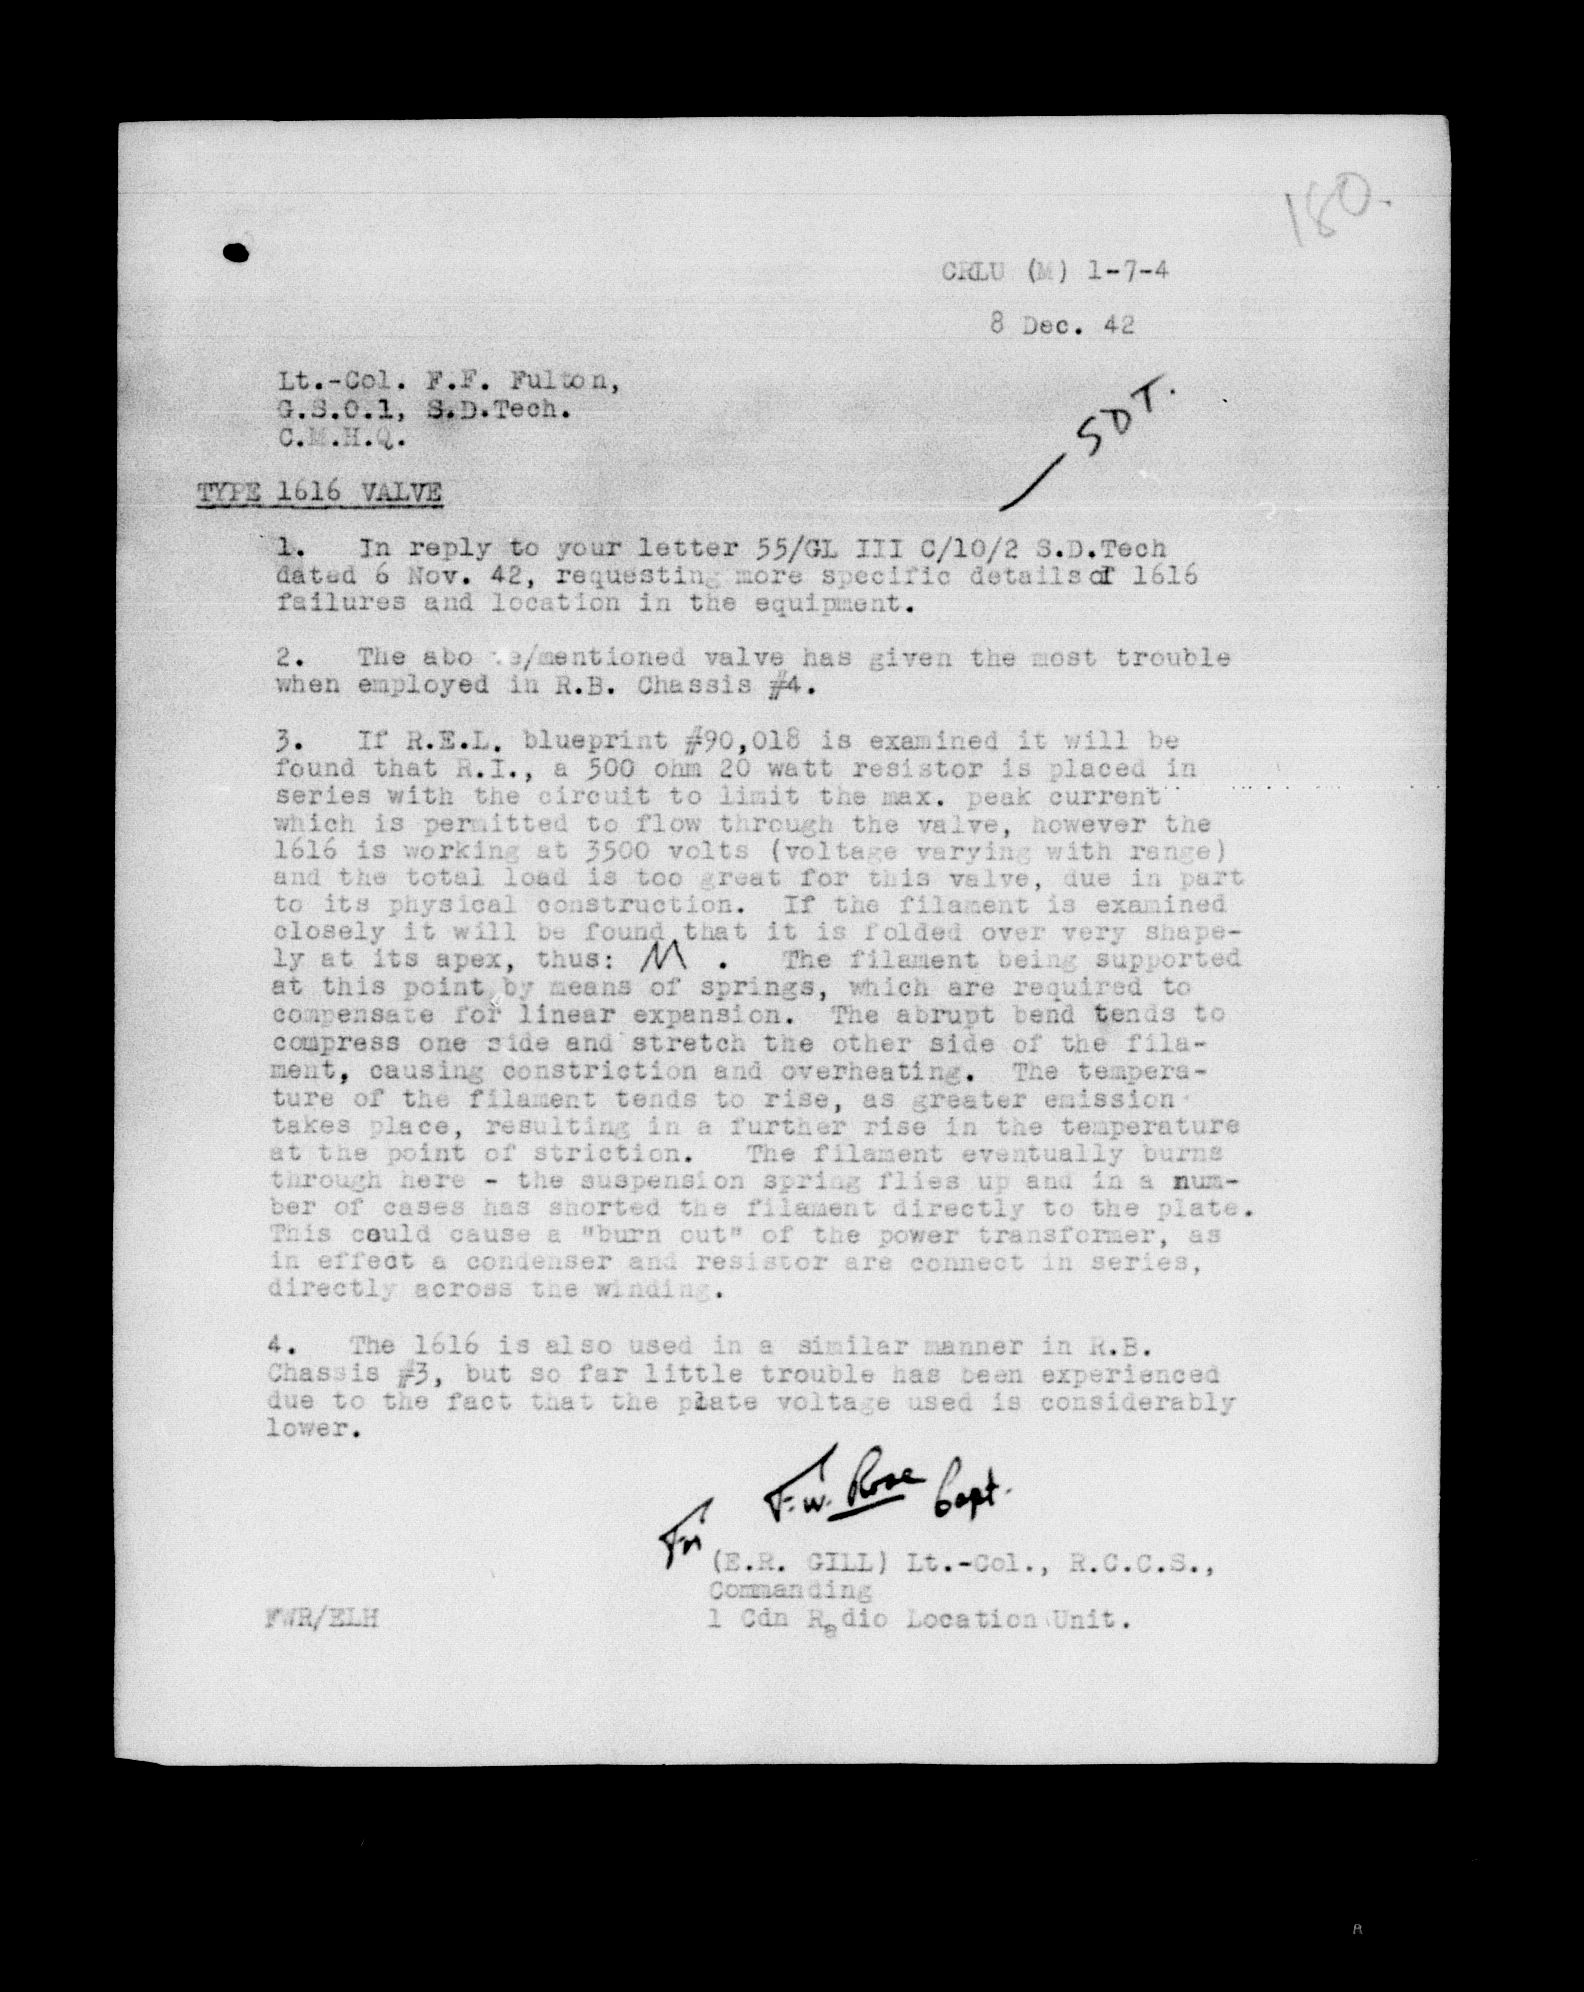 180.
CRLU (M) 1-7-4
8 Dec. 42
Lt.-Col. F.F. Fulton,
G.S.O.1, S.D.Tech.
C.M.H.Q.
SDT.
TYPE 1616 VALVE
1. In reply to your letter 55/GL III C/10/2 S.D.Tech
dated 6 Nov. 42, requesting more specific details of 1616
failures and location in the equipment.
2. The abo e/mentioned valve has given the most trouble
when employed in R.B. Chassis #4.
3. If R.E.L. blueprint #90,018 is examined it will be
found that R.I., a 500 ohm 20 watt resistor is placed in
series with the circuit to limit the max. peak current
which is permitted to flow through the valve, however the
1616 is working at 3500 volts (voltage varying with range)
and the total load is too great for this valve, due in part
to its physical construction. If the filament is examined
closely it will be found that it is folded over very shape-
ly at its apex, thus: M . The filament being supported
at this point by means of springs, which are required to
compensate for linear expansion. The abrupt bend tends to
compress one side and stretch the other side of the fila-
ment, causing constriction and overheating. The tempera-
ture of the filament tends to rise, as greater emission
takes place, resulting in a further rise in the temperature
at the point of striction. The filament eventually burns
through here - the suspension spring flies up and in a num-
ber of cases has shorted the filament directly to the plate.
This could cause a "burn out" of the power transformer, as
in effect a condenser and resistor are connect in series,
directly across the winding.
4. The 1616 is also used in a similar manner in R.B.
Chassis #3, but so far little trouble has been experienced
due to the fact that the plate voltage used is considerably
lower.
F.W. Rose Capt.
for
(E.R. GILL) Lt.-Col., R.C.C.S.,
Commanding
1 Cdn Radio Location Unit.
FWR/ELH
A